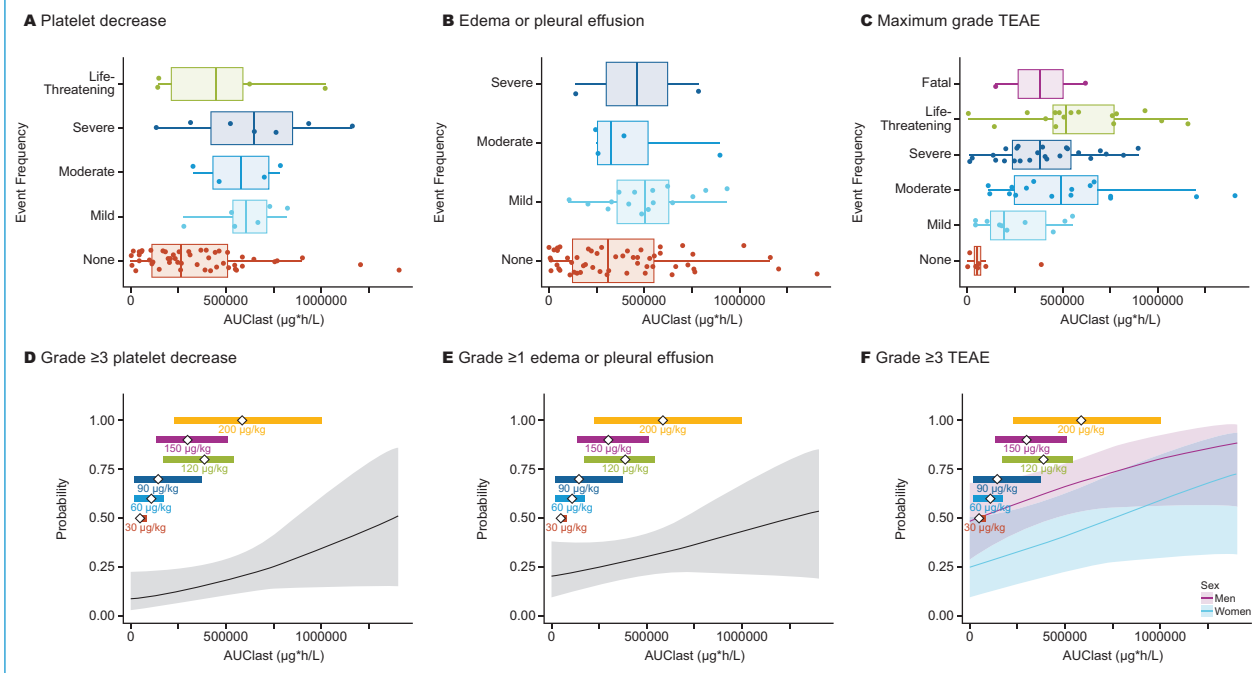 A Platelet decrease
Event Frequency
Life-
Threatening
Severe
Moderate
Mild
None
0
500000
1000000
AUClast (µg*h/L)
B Edema or pleural effusion
Event Frequency
Severe
Moderate
Mild
None
0
500000
1000000
AUClast (µg*h/L)
C Maximum grade TEAE
Event Frequency
Fatal
Life-
Threatening
Severe
Moderate
Mild
None
0
500000
1000000
AUClast (µg*h/L)
D Grade ≥3 platelet decrease
Probability
1.00
0.75
0.50
0.25
0.00
200 µg/kg
150 µg/kg
120 µg/kg
90 µg/kg
60 µg/kg
30 µg/kg
0
500000
1000000
AUClast (µg*h/L)
E Grade ≥1 edema or pleural effusion
Probability
1.00
0.75
0.50
0.25
0.00
200 µg/kg
150 µg/kg
120 µg/kg
90 µg/kg
60 µg/kg
30 µg/kg
0
500000
1000000
AUClast (µg*h/L)
F Grade ≥3 TEAE
Probability
1.00
0.75
0.50
0.25
0.00
200 µg/kg
150 µg/kg
120 µg/kg
90 µg/kg
60 µg/kg
30 µg/kg
Sex
Men
Women
0
500000
1000000
AUClast (µg*h/L)